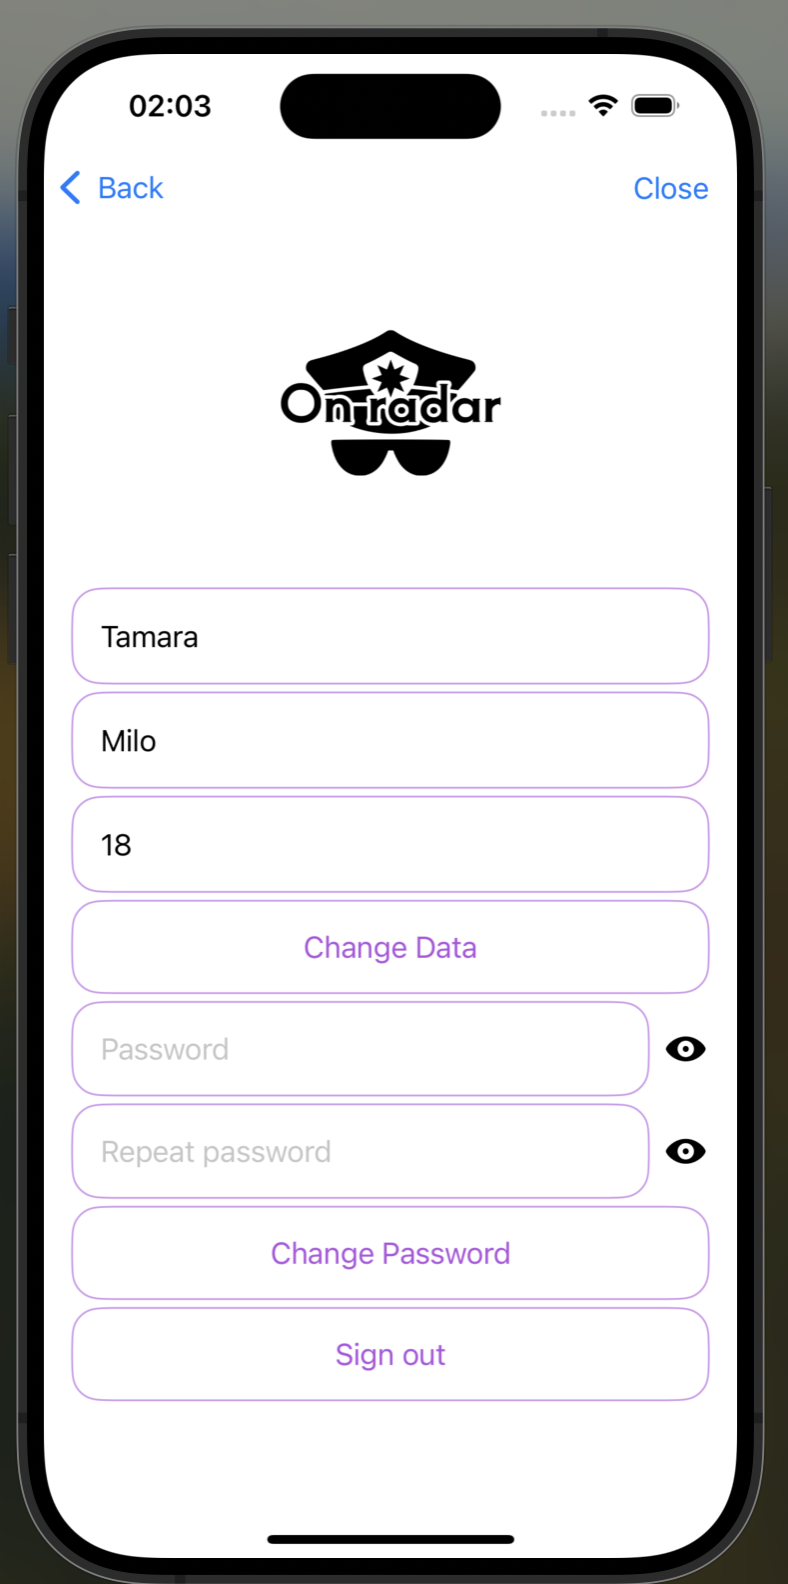 02:03
Back
Close
On radar
Tamara
Milo
18
Change Data
Password
Repeat password
Change Password
Sign out